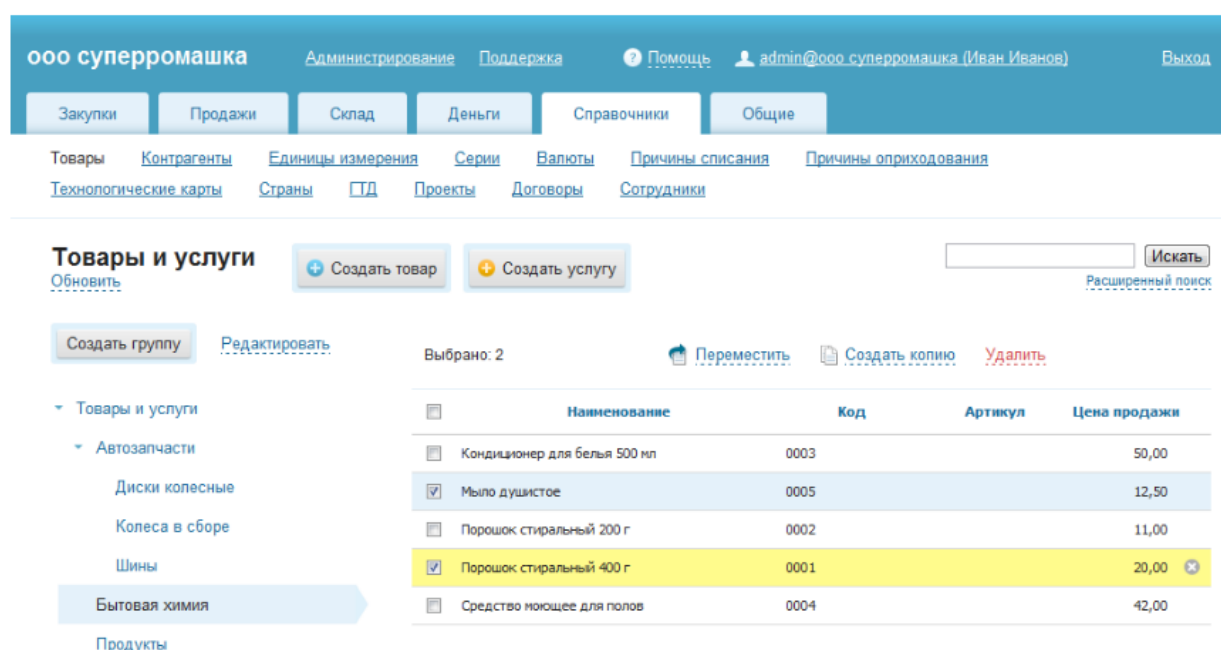 ооо суперромашка Администрирование Поддержка ? Помощь admin@ооо суперромашка (Иван Иванов) Выход
Закупки Продажи Склад Деньги Справочники Общие
Товары Контрагенты Единицы измерения Серии Валюты Причины списания Причины оприходования
Технологические карты Страны ГТД Проекты Договоры Сотрудники
Товары и услуги Создать товар Создать услугу Искать
Обновить Расширенный поиск
Создать группу Редактировать Выбрано: 2 Переместить Создать копию Удалить
Товары и услуги Наименование Код Артикул Цена продажи
Автозапчасти Кондиционер для белья 500 мл 0003 50,00
Диски колесные Мыло душистое 0005 12,50
Колеса в сборе Порошок стиральный 200 г 0002 11,00
Шины Порошок стиральный 400 г 0001 20,00
Бытовая химия Средство моющее для полов 0004 42,00
Продукты